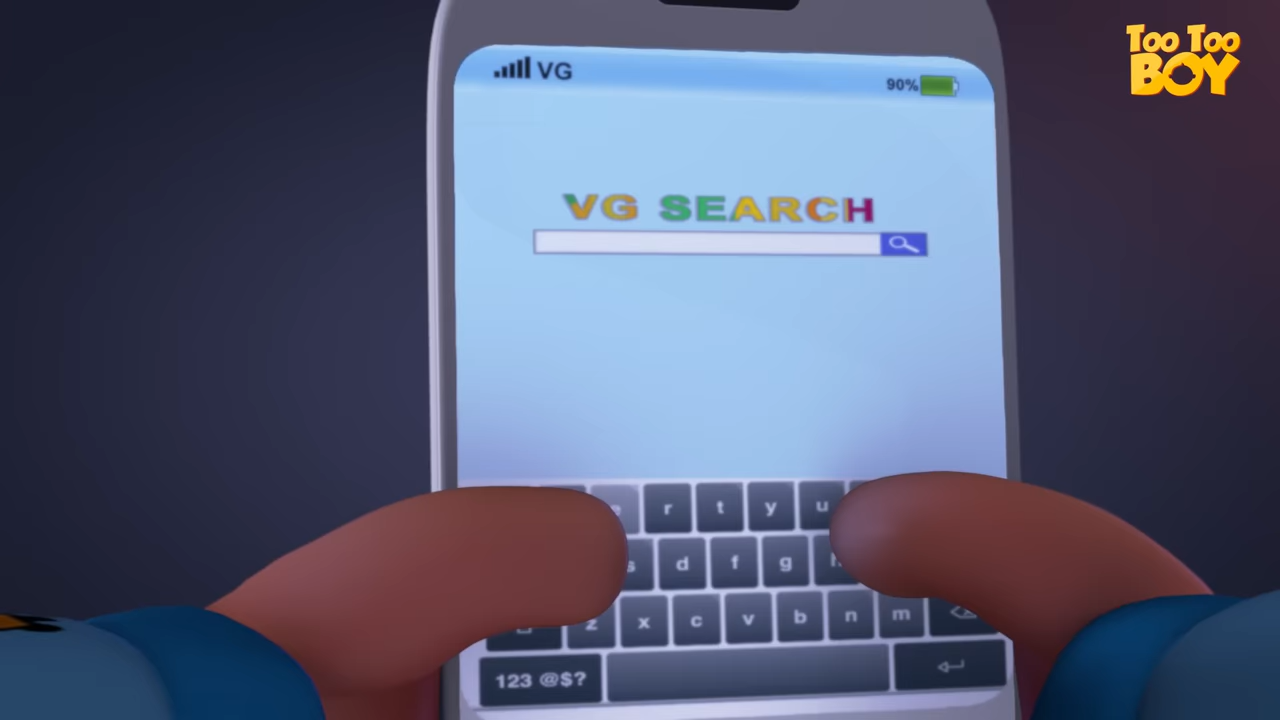 TOO TOO
BOY
VG
90%
VG SEARCH
e r t y u
s d f g h
z x c v b n m
123 @$?